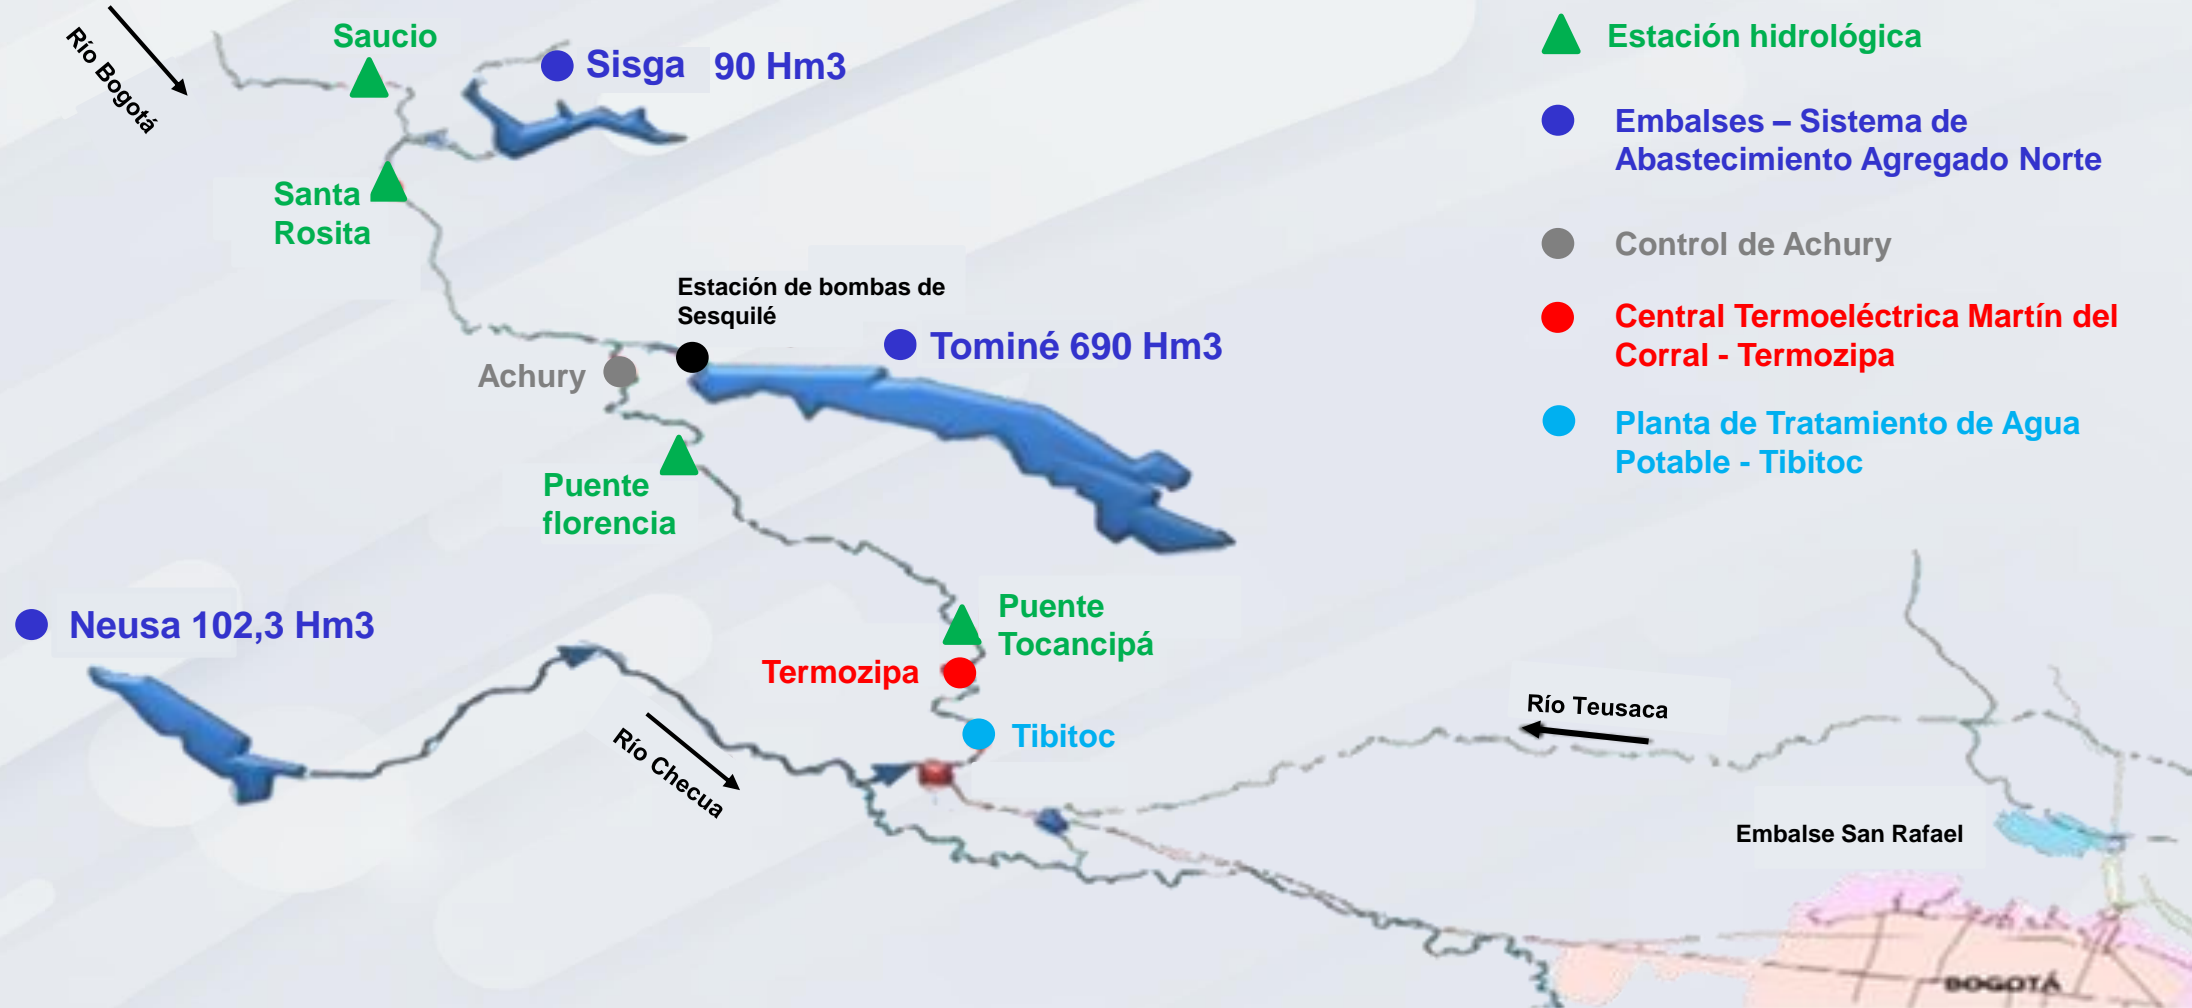 Río Bogotá
Saucio
Sisga 90 Hm3
Santa
Rosita
Estación de bombas de
Sesquilé
Tominé 690 Hm3
Achury
Puente
florencia
Neusa 102,3 Hm3
Puente
Tocancipá
Termozipa
Tibitoc
Río Checua
Río Teusaca
Embalse San Rafael
BOGOTÁ
Estación hidrológica
Embalses – Sistema de
Abastecimiento Agregado Norte
Control de Achury
Central Termoeléctrica Martín del
Corral - Termozipa
Planta de Tratamiento de Agua
Potable - Tibitoc